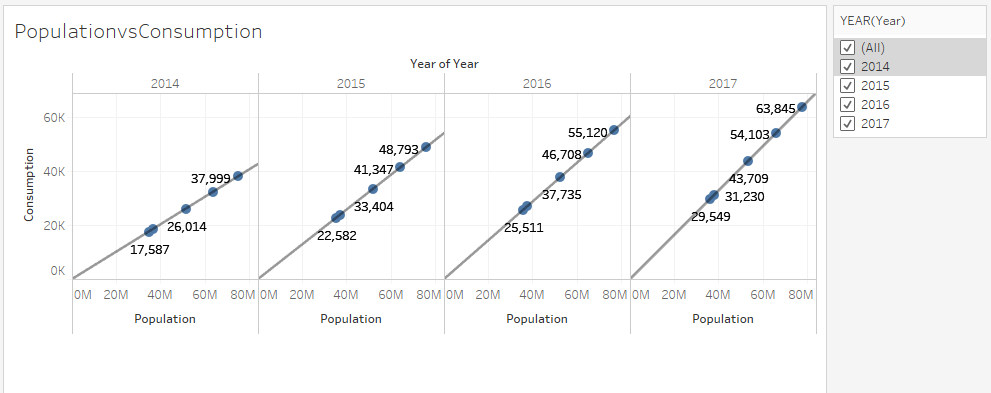 PopulationvsConsumption
Year of Year
2014 2015 2016 2017
60K
40K
20K
0K
Consumption
37,999
26,014
17,587
48,793
41,347
33,404
22,582
55,120
46,708
37,735
25,511
63,845
54,103
43,709
31,230
29,549
0M 20M 40M 60M 80M 0M 20M 40M 60M 80M 0M 20M 40M 60M 80M 0M 20M 40M 60M 80M
Population Population Population Population
YEAR(Year)
(All)
2014
2015
2016
2017